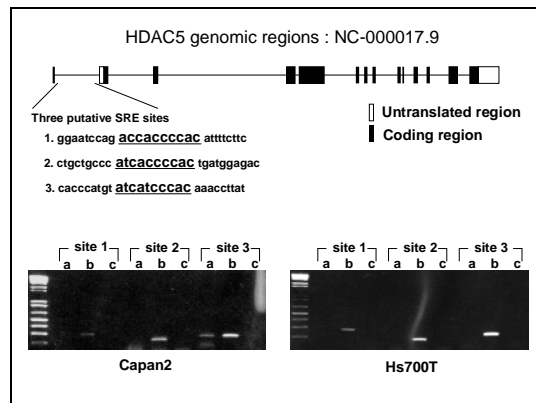 HDAC5 genomic regions : NC-000017.9
Three putative SRE sites
1. ggaatccag accaccccac attttcttc
2. ctgctgccc atcaccccac tgatggagac
3. cacccatgt atcatcccac aaaccttat
Untranslated region
Coding region
site 1 site 2 site 3
a b c a b c a b c
Capan2
site 1 site 2 site 3
a b c a b c a b c
Hs700T